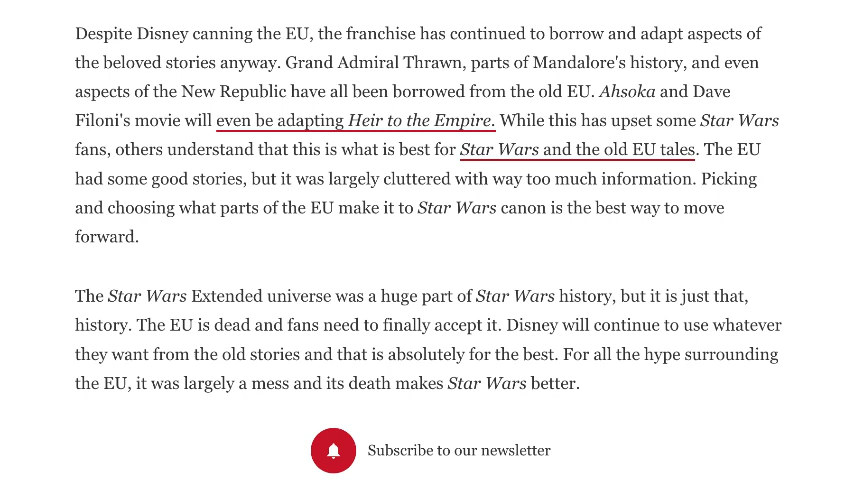 Despite Disney canning the EU, the franchise has continued to borrow and adapt aspects of
the beloved stories anyway. Grand Admiral Thrawn, parts of Mandalore's history, and even
aspects of the New Republic have all been borrowed from the old EU. Ahsoka and Dave
Filoni's movie will even be adapting Heir to the Empire. While this has upset some Star Wars
fans, others understand that this is what is best for Star Wars and the old EU tales. The EU
had some good stories, but it was largely cluttered with way too much information. Picking
and choosing what parts of the EU make it to Star Wars canon is the best way to move
forward.
The Star Wars Extended universe was a huge part of Star Wars history, but it is just that,
history. The EU is dead and fans need to finally accept it. Disney will continue to use whatever
they want from the old stories and that is absolutely for the best. For all the hype surrounding
the EU, it was largely a mess and its death makes Star Wars better.
Subscribe to our newsletter